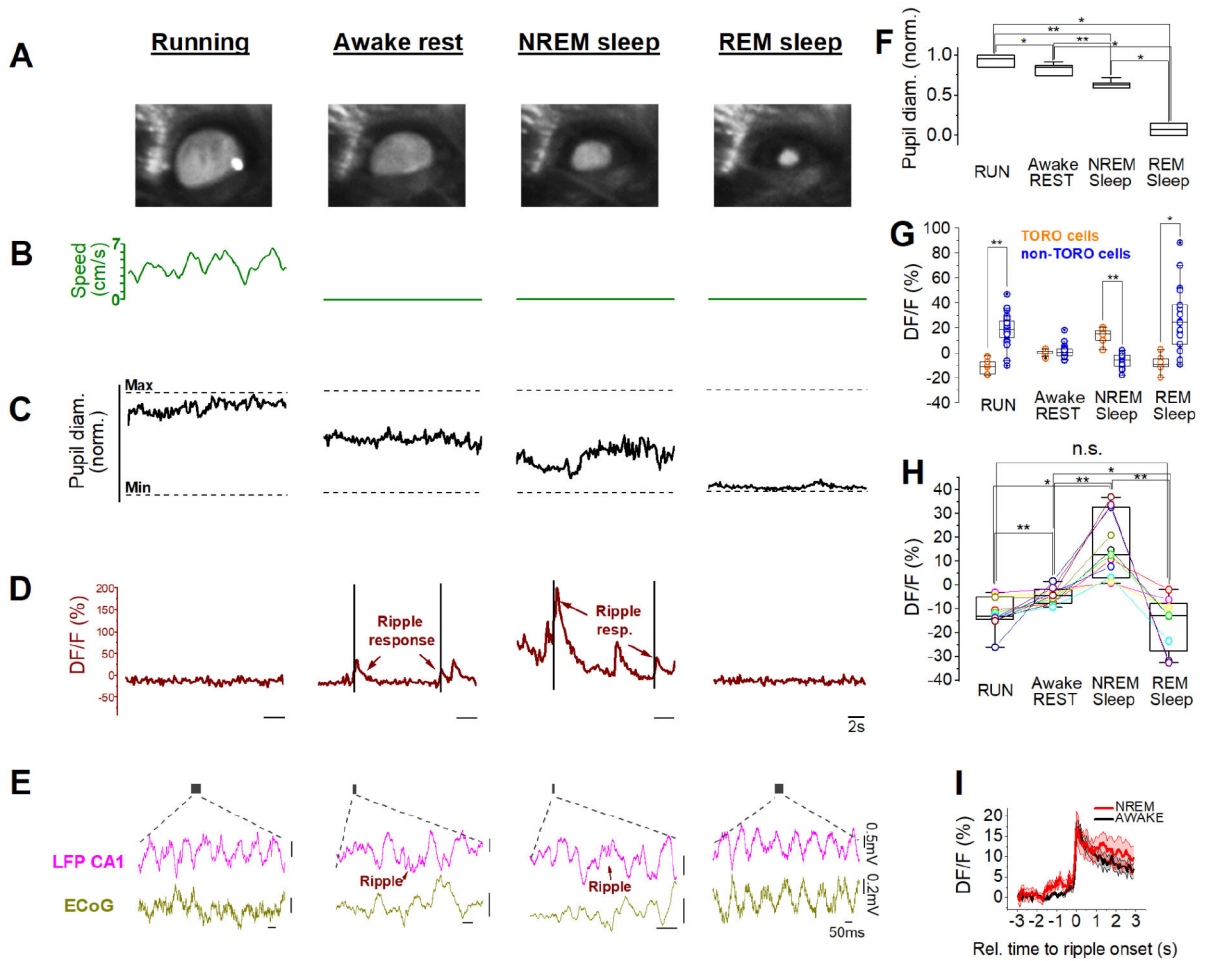 A
Running
Awake rest
NREM sleep
REM sleep
B
Speed
(cm/s)
7
0
C
Pupil diam.
(norm.)
Max
Min
D
DF/F (%)
200
150
100
50
0
-50
Ripple
response
Ripple
resp.
2s
E
LFP CA1
ECoG
Ripple
Ripple
0.5mV
0.2mV
50ms
F
Pupil diam. (norm.)
1.0
0.5
0.0
*
**
*
**
*
*
RUN
Awake
REST
NREM
Sleep
REM
Sleep
G
DF/F (%)
100
80
60
40
20
0
-20
-40
TORO cells
non-TORO cells
**
**
*
RUN
Awake
REST
NREM
Sleep
REM
Sleep
H
DF/F (%)
40
30
20
10
0
-10
-20
-30
-40
n.s.
*
*
**
**
**
RUN
Awake
REST
NREM
Sleep
REM
Sleep
I
DF/F (%)
20
15
10
5
0
NREM
AWAKE
-3 -2 -1 0 1 2 3
Rel. time to ripple onset (s)